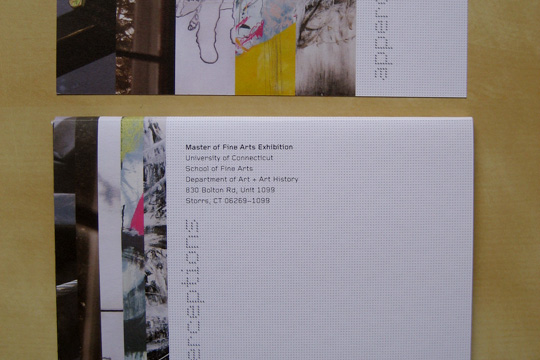 apperc
Master of Fine Arts Exhibition
University of Connecticut
School of Fine Arts
Department of Art + Art History
830 Bolton Rd, Unit 1099
Storrs, CT 06269-1099
erceptions